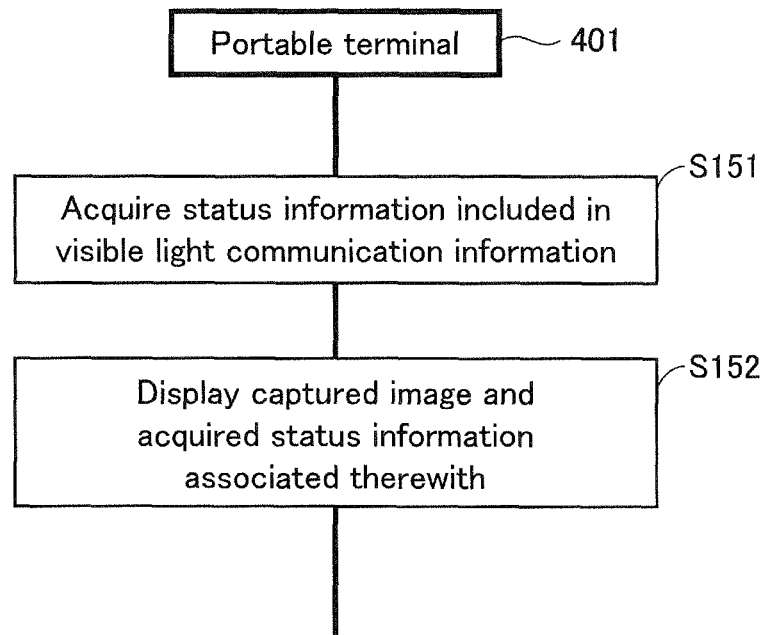 Portable terminal
401
S151
Acquire status information included in
visible light communication information
S152
Display captured image and
acquired status information
associated therewith